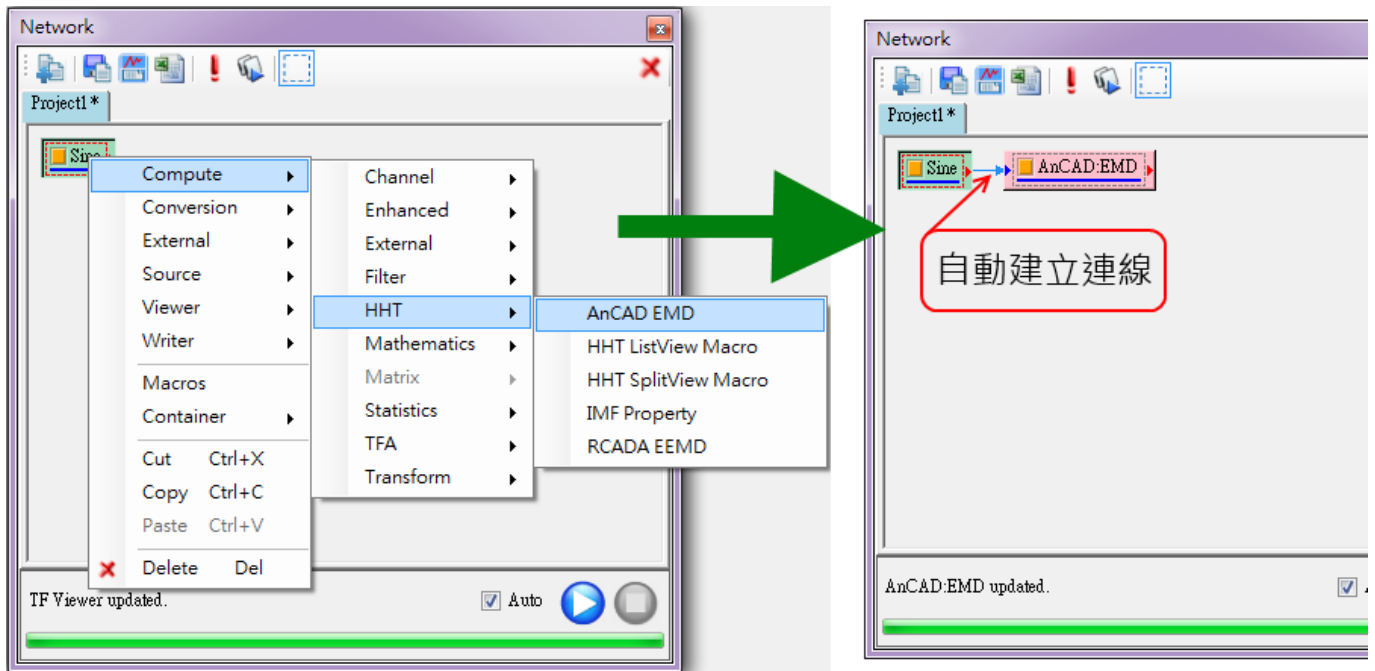 Network
Project1 *
Sine
Compute
Conversion
External
Source
Viewer
Writer
Macros
Container
Cut Ctrl+X
Copy Ctrl+C
Paste Ctrl+V
Delete Del
Channel
Enhanced
External
Filter
HHT
Mathematics
Matrix
Statistics
TFA
Transform
AnCAD EMD
HHT ListView Macro
HHT SplitView Macro
IMF Property
RCADA EEMD
TF Viewer updated.
Auto
Network
Project1 *
Sine
AnCAD:EMD
自動建立連線
AnCAD:EMD updated.